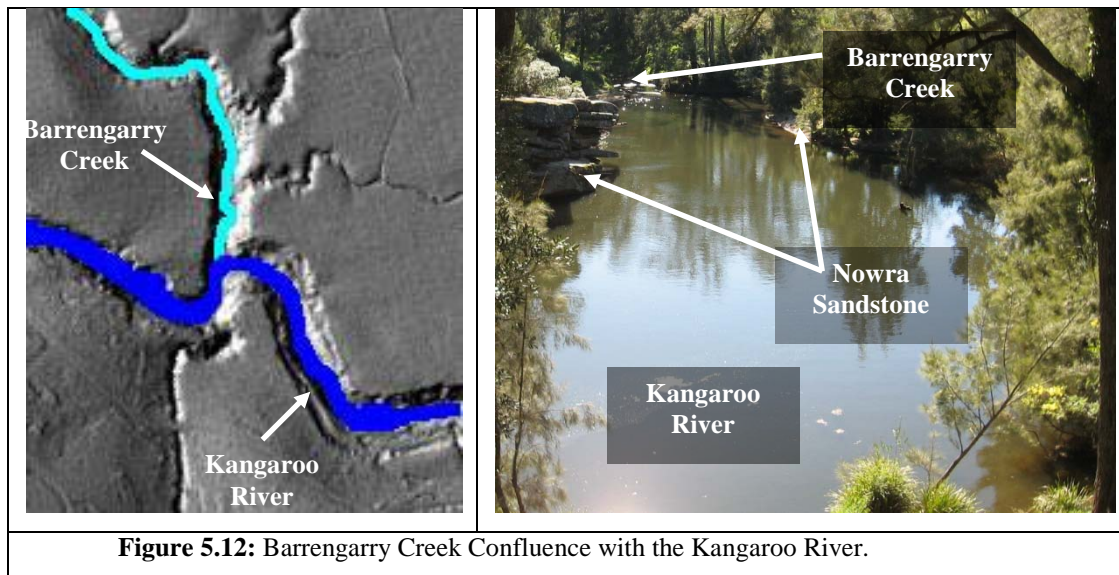 Barrengarry
Creek
Kangaroo
River
Barrengarry
Creek
Nowra
Sandstone
Kangaroo
River
Figure 5.12: Barrengarry Creek Confluence with the Kangaroo River.